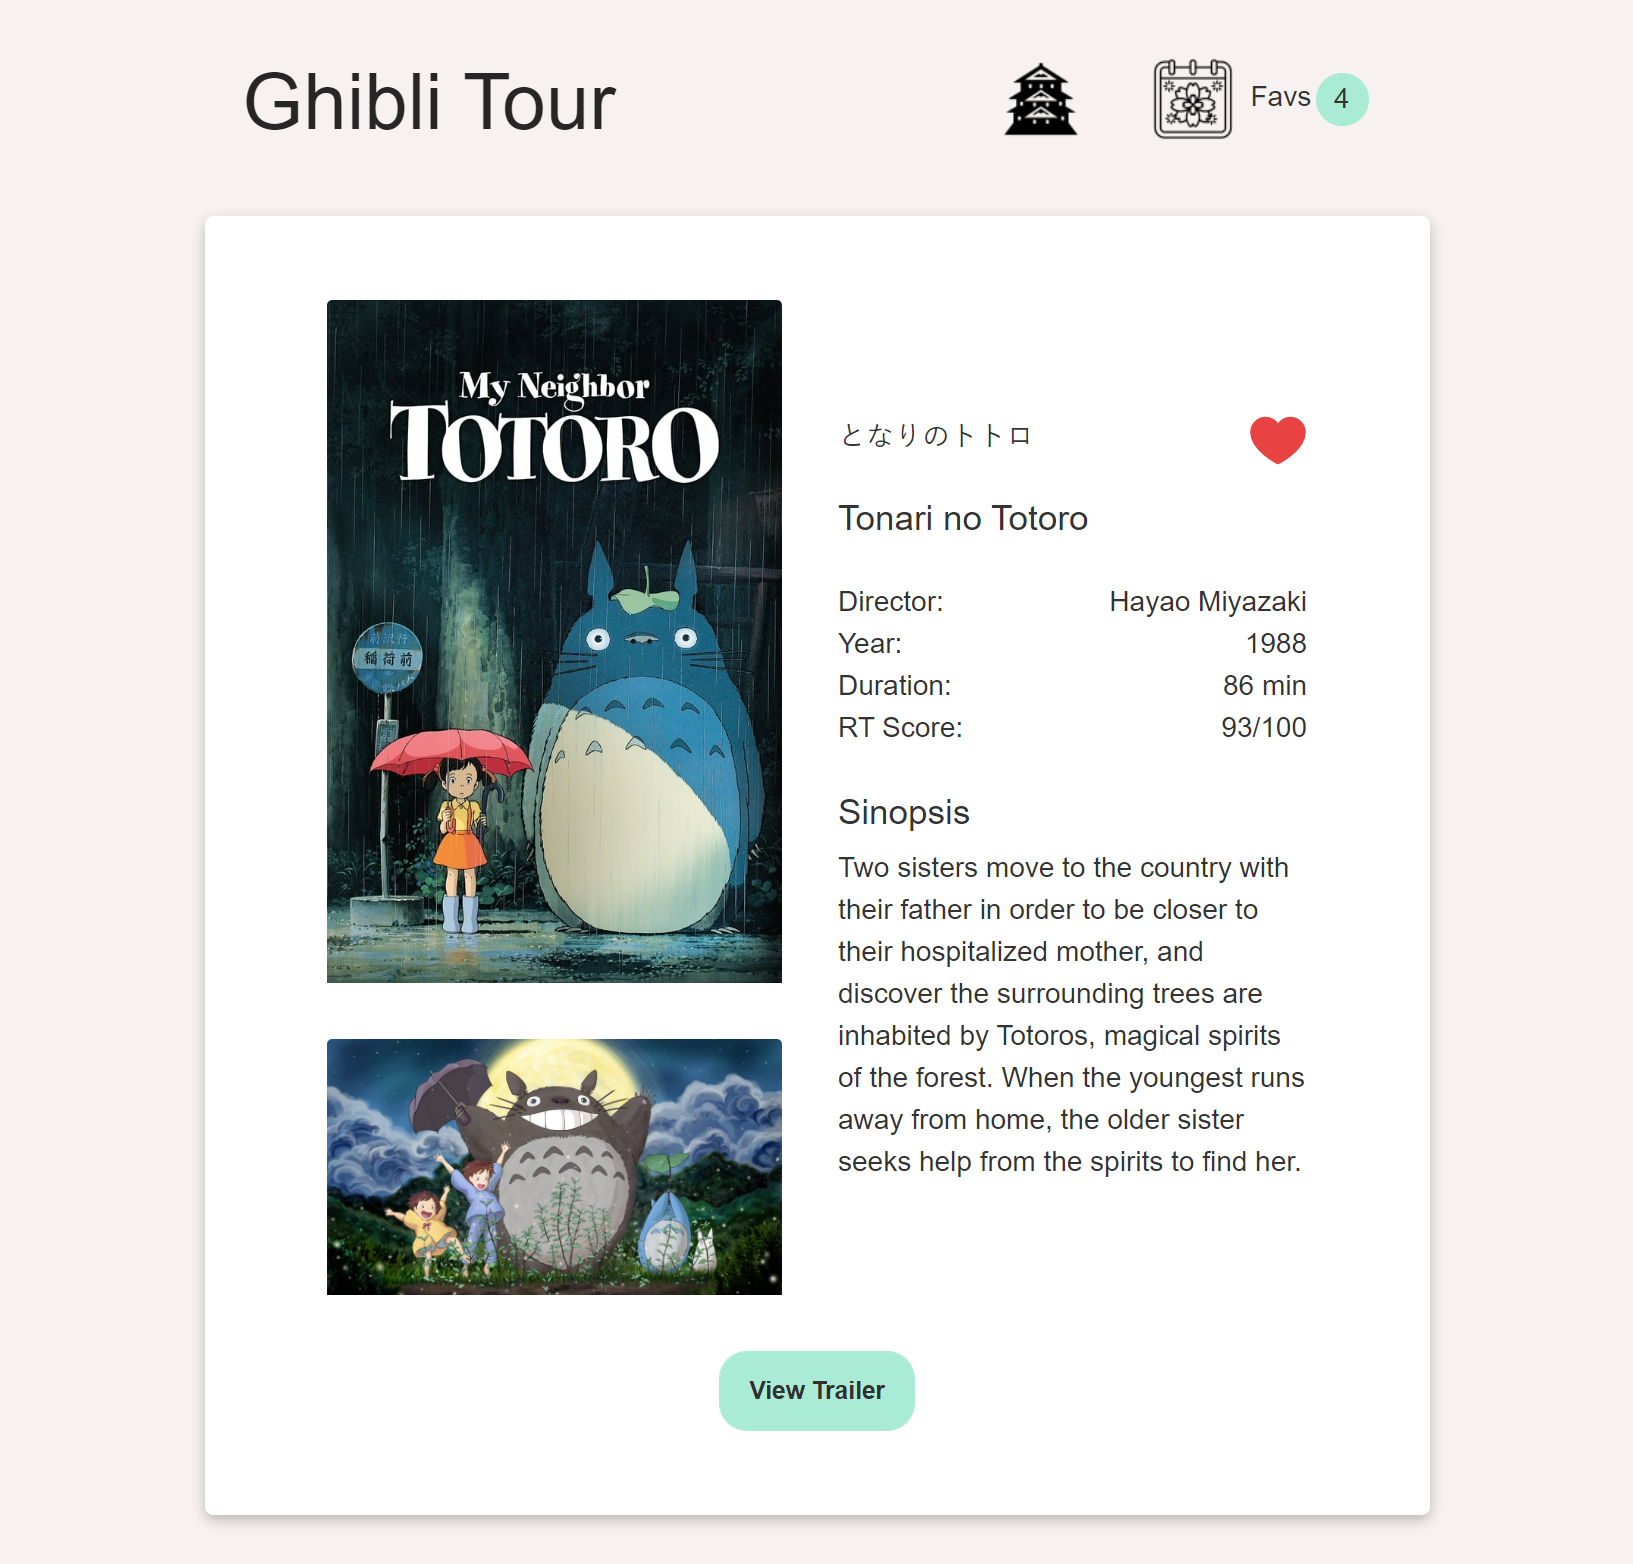 Ghibli Tour
Favs 4
My Neighbor
TOTORO
前沢行
稲荷前
となりのトトロ
Tonari no Totoro
Director: Hayao Miyazaki
Year: 1988
Duration: 86 min
RT Score: 93/100
Sinopsis
Two sisters move to the country with
their father in order to be closer to
their hospitalized mother, and
discover the surrounding trees are
inhabited by Totoros, magical spirits
of the forest. When the youngest runs
away from home, the older sister
seeks help from the spirits to find her.
View Trailer